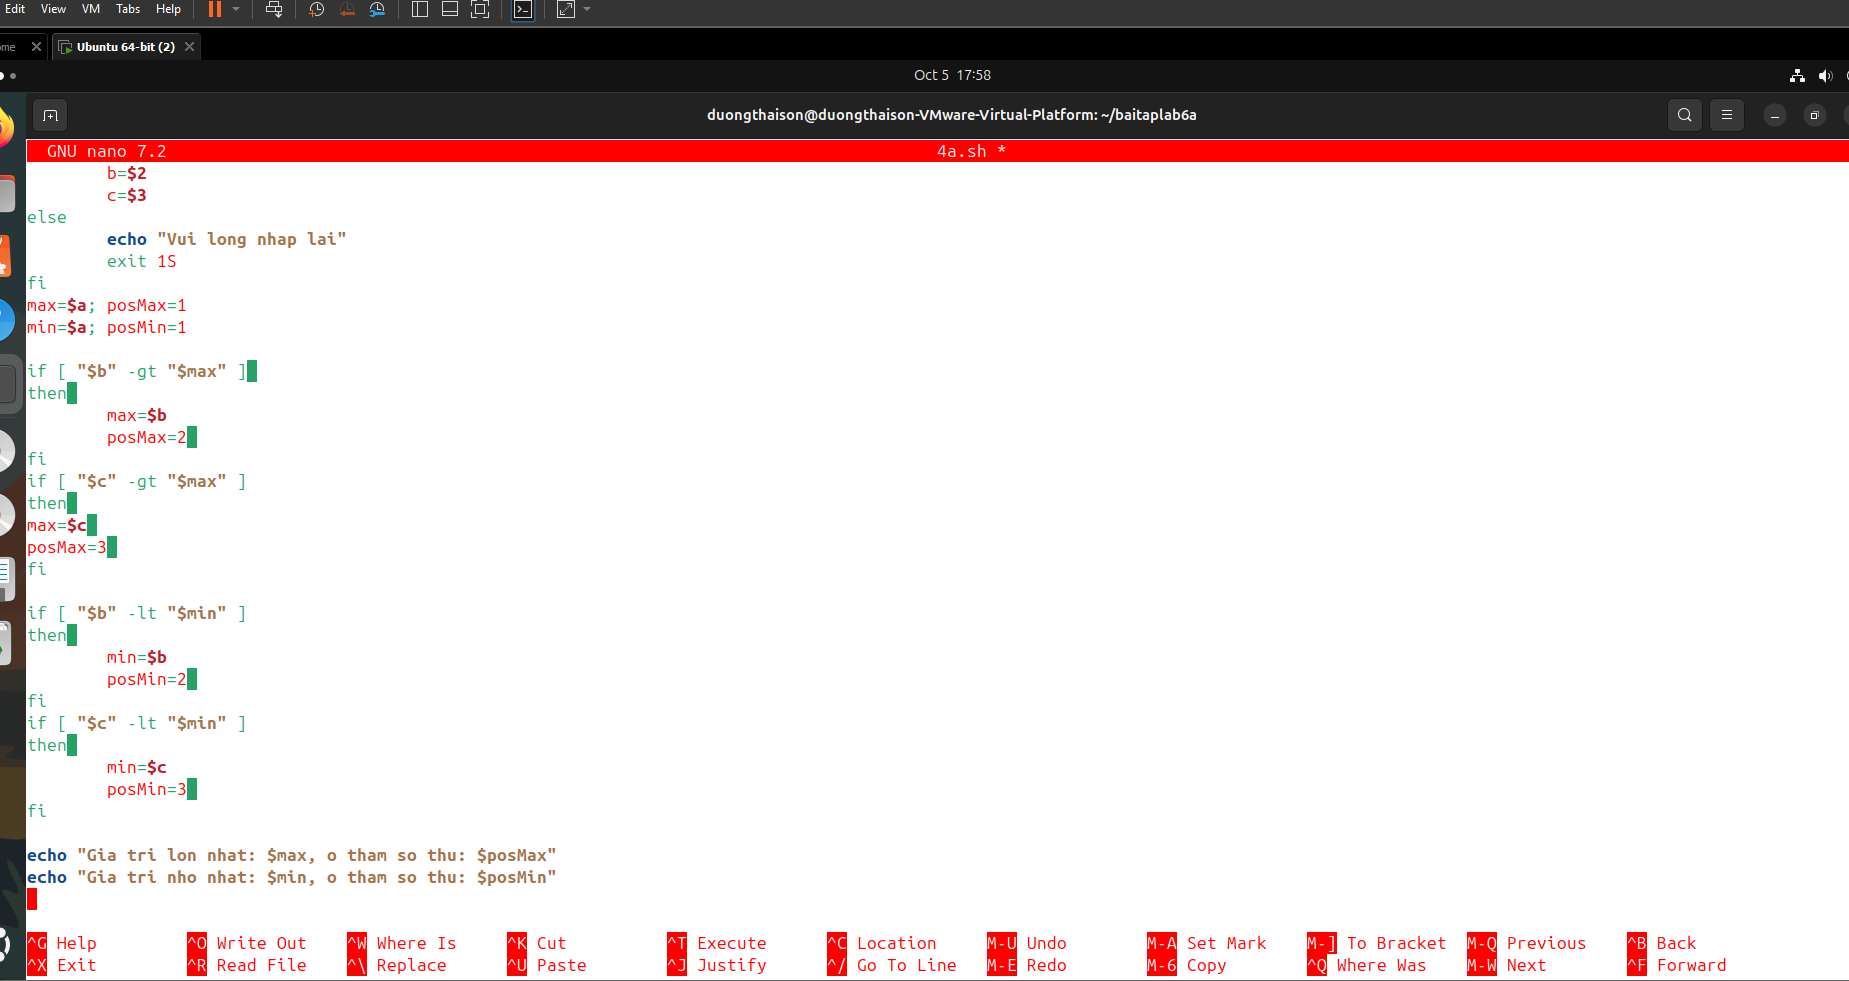 Edit View VM Tabs Help
ome Ubuntu 64-bit (2)
Oct 5 17:58
duongthaison@duongthaison-VMware-Virtual-Platform: ~/baitaplab6a
GNU nano 7.2 4a.sh *
b=$2
c=$3
else
echo "Vui long nhap lai"
exit 1S
fi
max=$a; posMax=1
min=$a; posMin=1
if [ "$b" -gt "$max" ]
then
max=$b
posMax=2
fi
if [ "$c" -gt "$max" ]
then
max=$c
posMax=3
fi
if [ "$b" -lt "$min" ]
then
min=$b
posMin=2
fi
if [ "$c" -lt "$min" ]
then
min=$c
posMin=3
fi
echo "Gia tri lon nhat: $max, o tham so thu: $posMax"
echo "Gia tri nho nhat: $min, o tham so thu: $posMin"
^G Help ^O Write Out ^W Where Is ^K Cut ^T Execute ^C Location M-U Undo M-A Set Mark M-] To Bracket M-Q Previous ^B Back
^X Exit ^R Read File ^\ Replace ^U Paste ^J Justify ^/ Go To Line M-E Redo M-6 Copy ^Q Where Was M-W Next ^F Forward